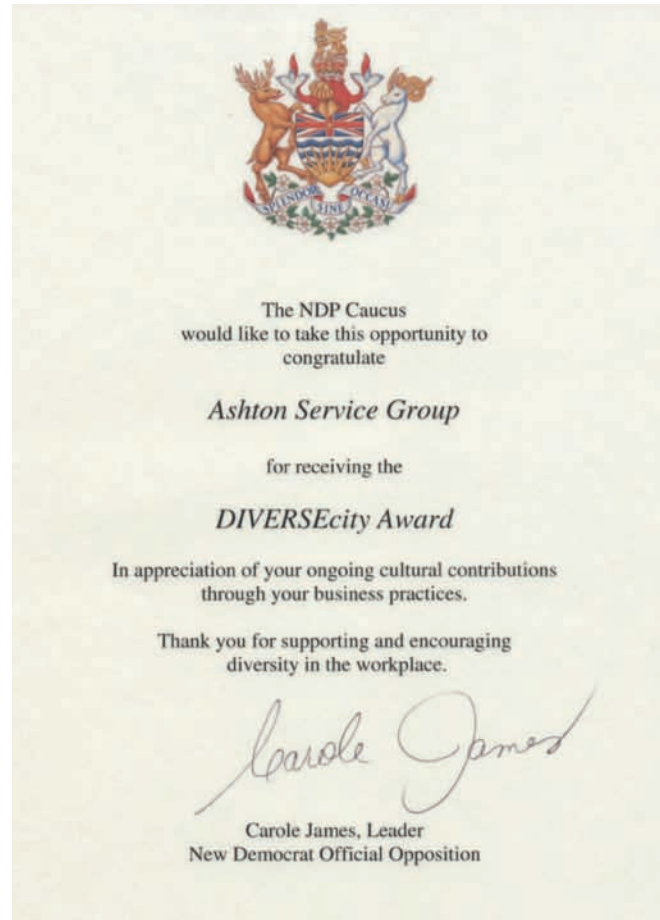 SPLENDOR SINE OCCASU
The NDP Caucus
would like to take this opportunity to
congratulate
Ashton Service Group
for receiving the
DIVERSEcity Award
In appreciation of your ongoing cultural contributions
through your business practices.
Thank you for supporting and encouraging
diversity in the workplace.
Carole James
Carole James, Leader
New Democrat Official Opposition